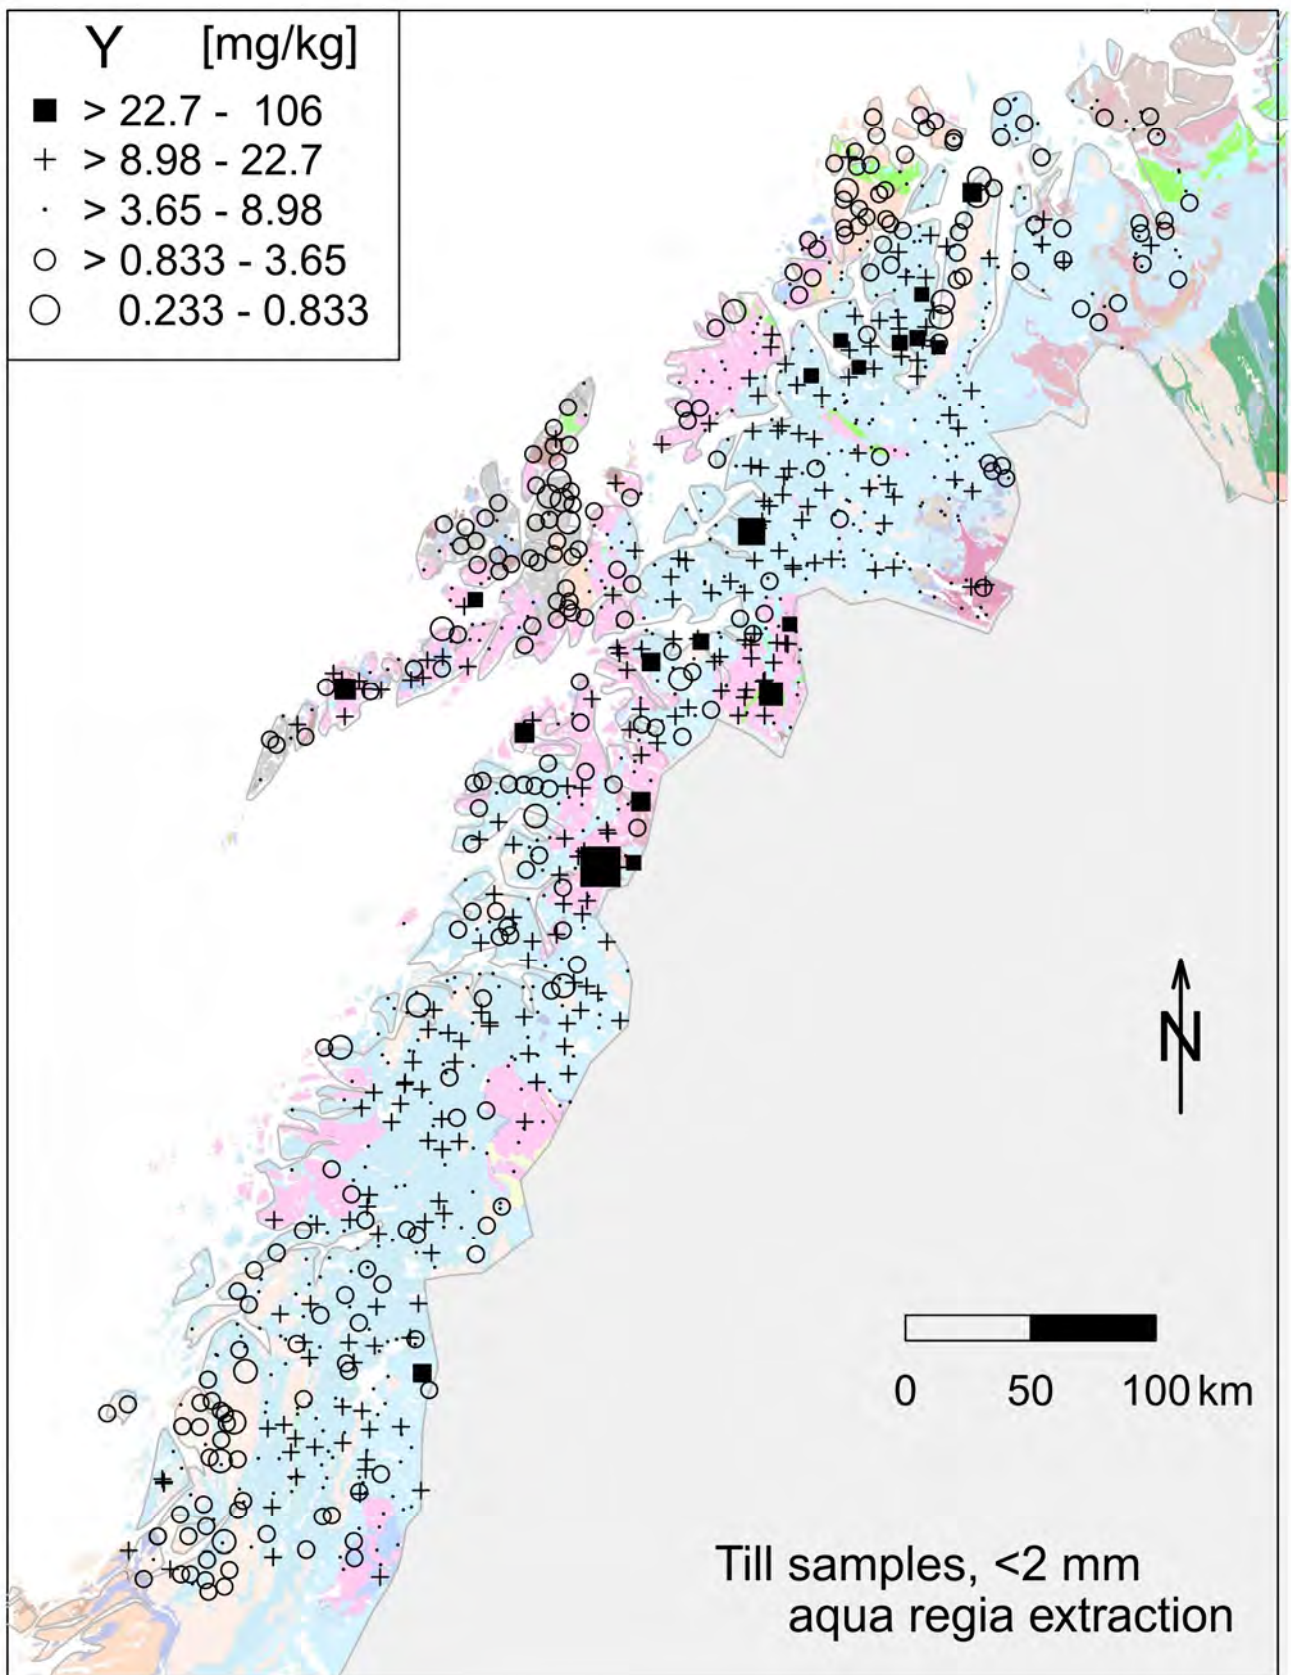 Y [mg/kg]
> 22.7 - 106
> 8.98 - 22.7
> 3.65 - 8.98
> 0.833 - 3.65
0.233 - 0.833
N
0 50 100 km
Till samples, <2 mm
aqua regia extraction